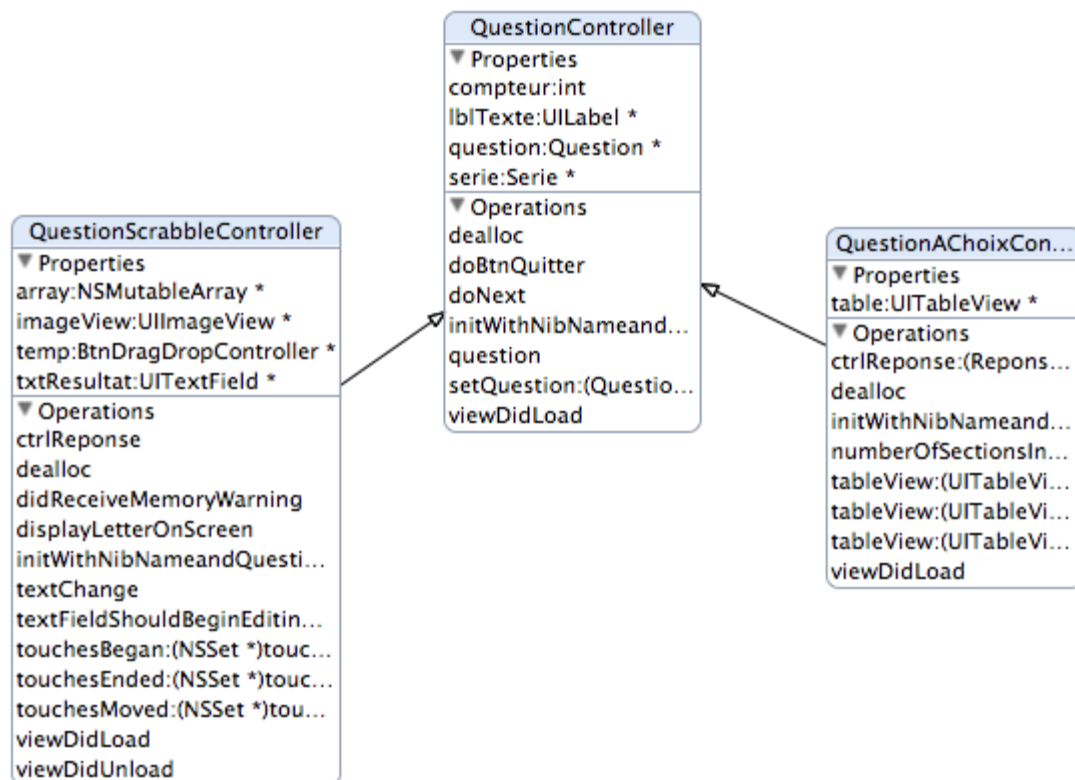 QuestionController
Properties
compteur:int
lblTexte:UILabel *
question:Question *
serie:Serie *
Operations
dealloc
doBtnQuitter
doNext
initWithNibNameand...
question
setQuestion:(Questio...
viewDidLoad
QuestionScrabbleController
Properties
array:NSMutableArray *
imageView:UIImageView *
temp:BtnDragDropController *
txtResultat:UITextField *
Operations
ctrlReponse
dealloc
didReceiveMemoryWarning
displayLetterOnScreen
initWithNibNameandQuesti...
textChange
textFieldShouldBeginEditin...
touchesBegan:(NSSet *)touc...
touchesEnded:(NSSet *)touc...
touchesMoved:(NSSet *)tou...
viewDidLoad
viewDidUnload
QuestionAChoixCon...
Properties
table:UITableView *
Operations
ctrlReponse:(Repons...
dealloc
initWithNibNameand...
numberOfSectionsIn...
tableView:(UITableVi...
tableView:(UITableVi...
tableView:(UITableVi...
viewDidLoad